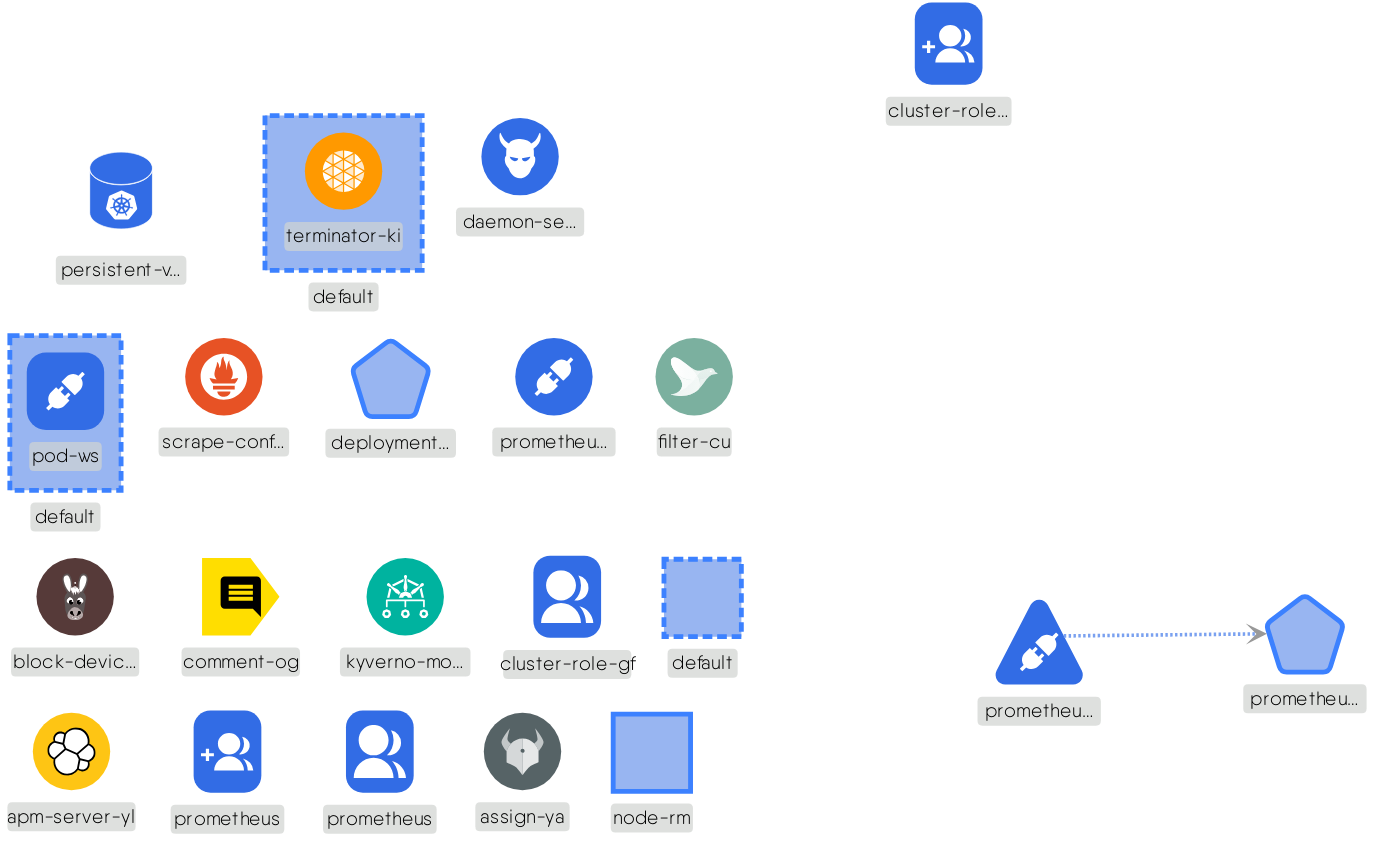 cluster-role...
terminator-ki
daemon-se...
persistent-v...
default
pod-ws
scrape-conf...
deployment...
prometheu...
filter-cu
default
block-devic...
comment-og
kyverno-mo...
cluster-role-gf
default
prometheu...
prometheu...
apm-server-yl
prometheus
prometheus
assign-ya
node-rm